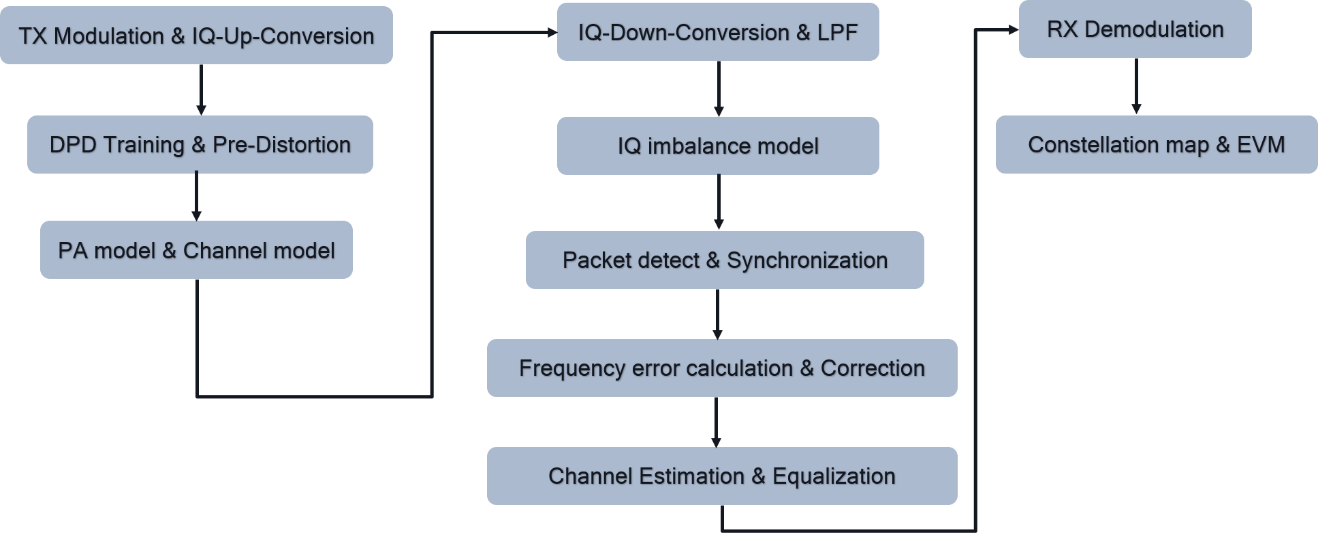 TX Modulation & IQ-Up-Conversion
DPD Training & Pre-Distortion
PA model & Channel model
IQ-Down-Conversion & LPF
IQ imbalance model
Packet detect & Synchronization
Frequency error calculation & Correction
Channel Estimation & Equalization
RX Demodulation
Constellation map & EVM